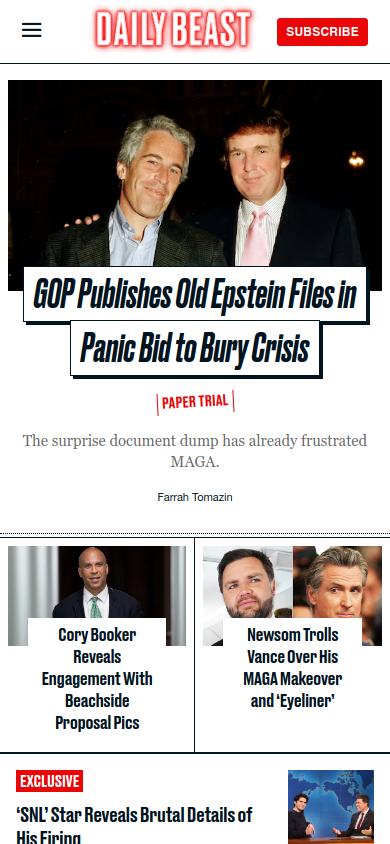 DAILY BEAST
SUBSCRIBE
GOP Publishes Old Epstein Files in
Panic Bid to Bury Crisis
PAPER TRIAL
The surprise document dump has already frustrated
MAGA.
Farrah Tomazin
Cory Booker
Reveals
Engagement With
Beachside
Proposal Pics
Newsom Trolls
Vance Over His
MAGA Makeover
and ‘Eyeliner’
EXCLUSIVE
‘SNL’ Star Reveals Brutal Details of
His Firing